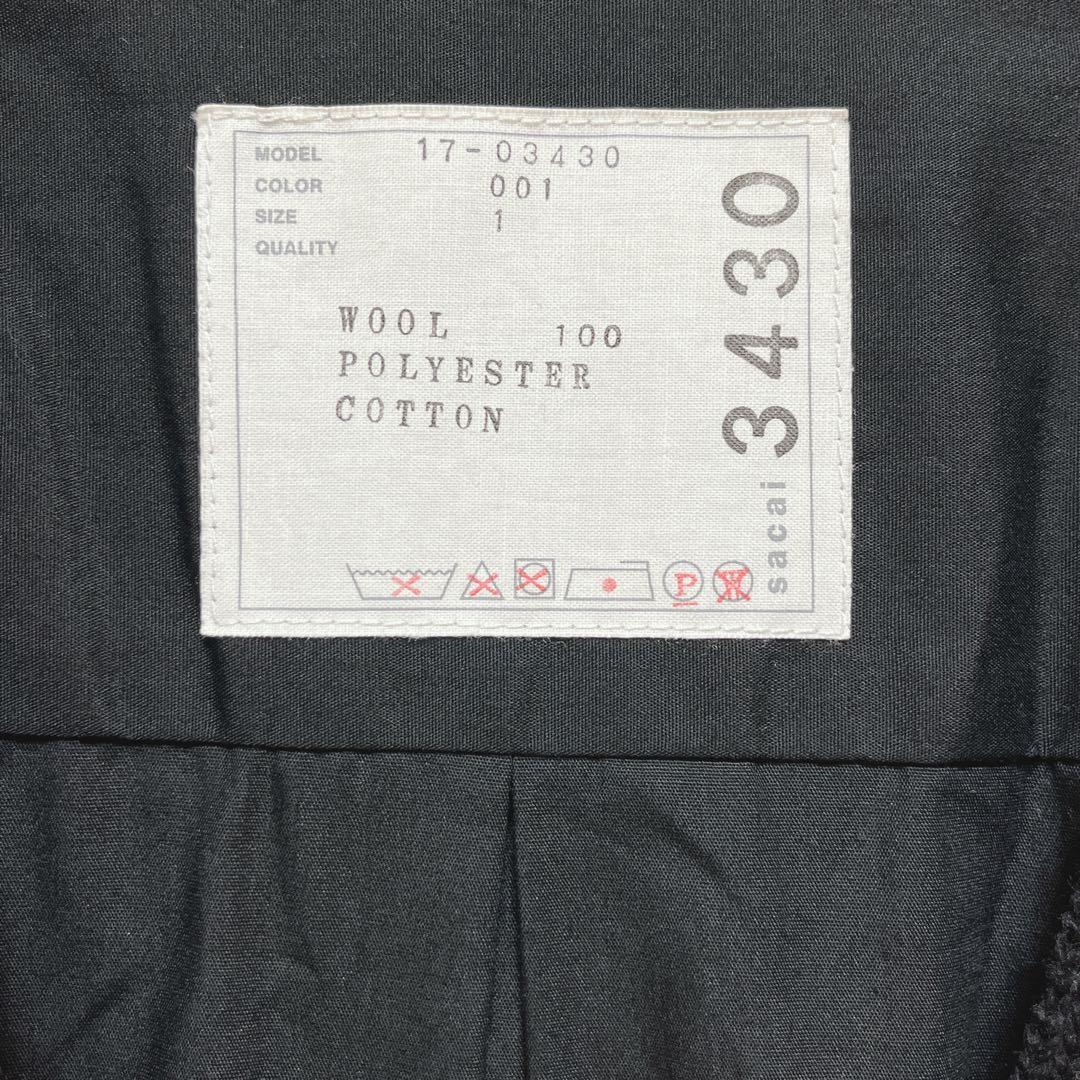 MODEL 17-03430
COLOR 001
SIZE 1
QUALITY
WOOL 100
POLYESTER
COTTON
P
W
sacai 3430